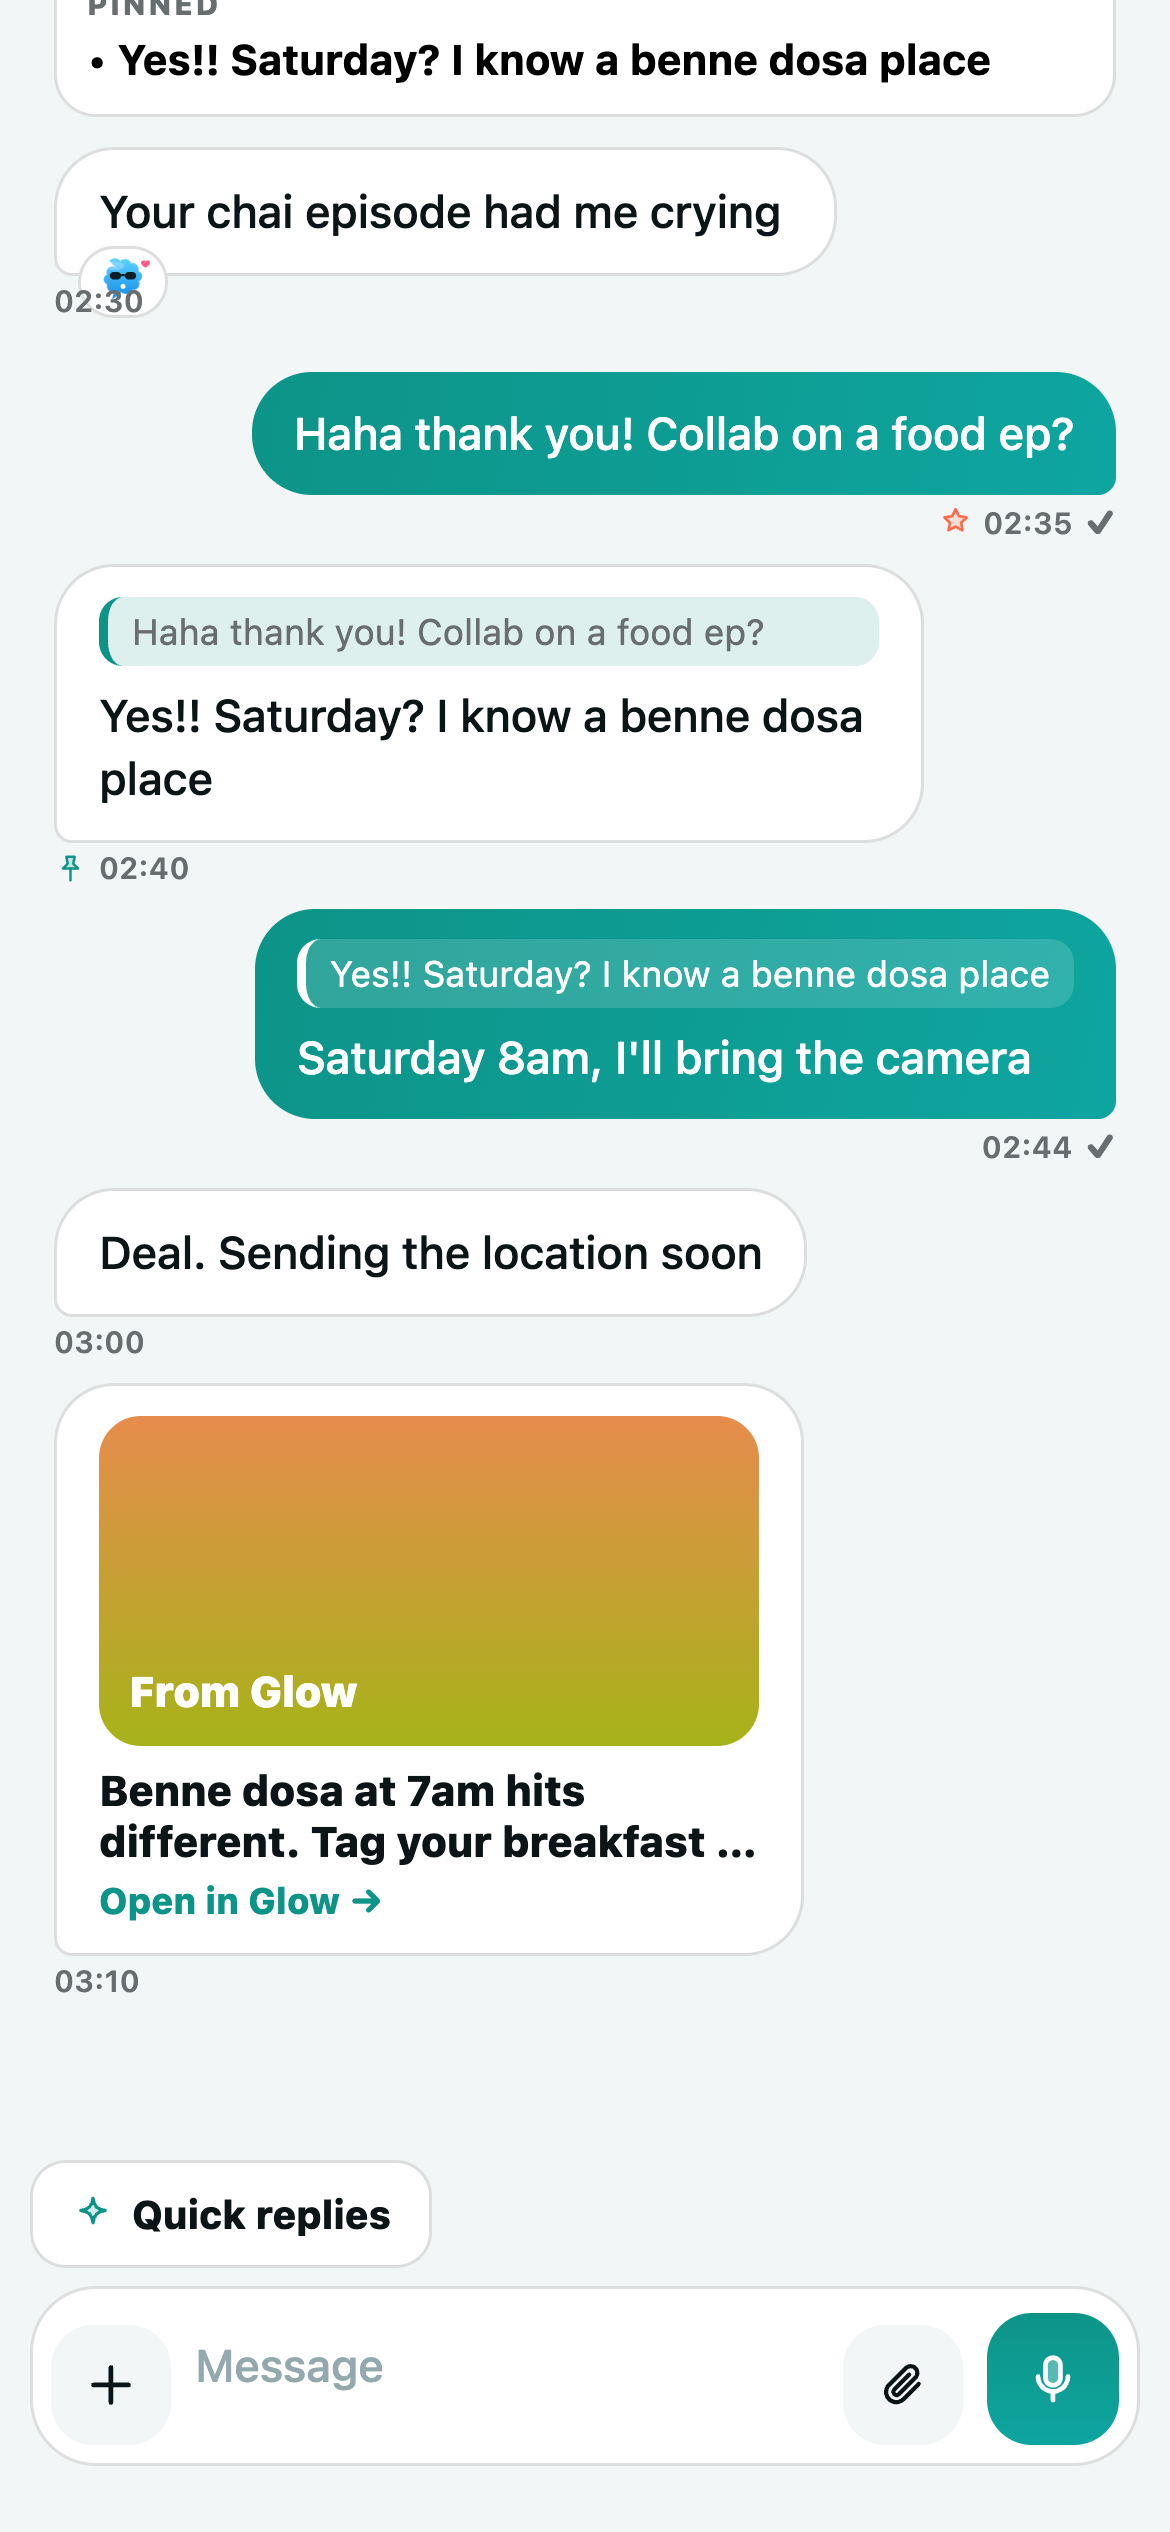 PINNED
• Yes!! Saturday? I know a benne dosa place
Your chai episode had me crying
02:30
Haha thank you! Collab on a food ep?
02:35
Haha thank you! Collab on a food ep?
Yes!! Saturday? I know a benne dosa
place
02:40
Yes!! Saturday? I know a benne dosa place
Saturday 8am, I'll bring the camera
02:44
Deal. Sending the location soon
03:00
From Glow
Benne dosa at 7am hits
different. Tag your breakfast ...
Open in Glow →
03:10
Quick replies
Message